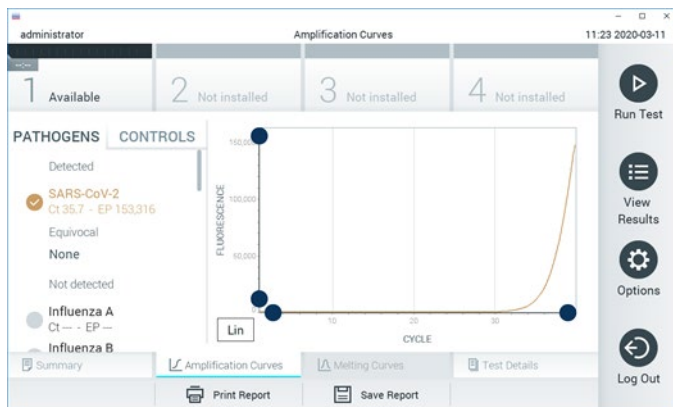 administrator Amplification Curves 11:23 2020-03-11
--:--
1 Available 2 Not installed 3 Not installed 4 Not installed
Run Test
PATHOGENS CONTROLS
Detected
SARS-CoV-2
Ct 35.7 - EP 153,316
Equivocal
None
Not detected
Influenza A
Ct — - EP —
Influenza B
150,000
60,000
0
FLUORESCENCE
10 20 30
CYCLE
Lin
View
Results
Options
Log Out
Summary Amplification Curves Melting Curves Test Details
Print Report Save Report